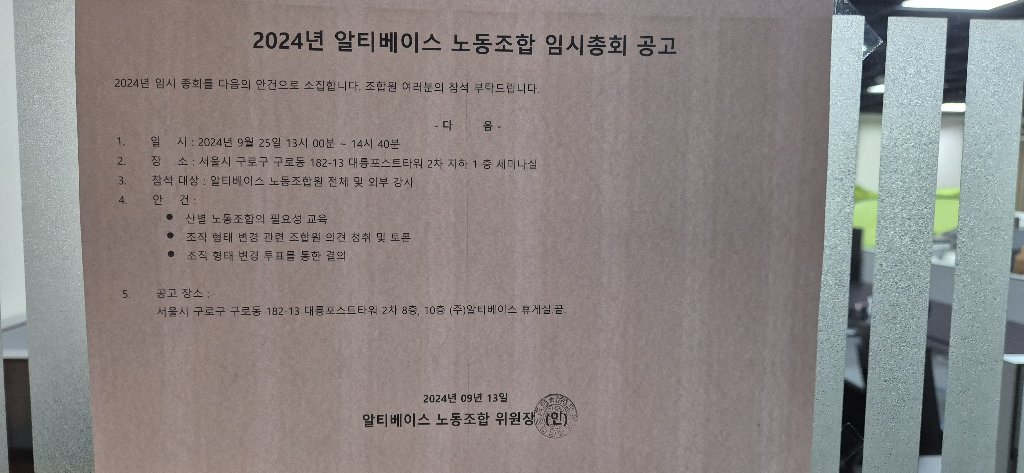 2024년 알티베이스 노동조합 임시총회 공고
2024년 임시 총회를 다음의 안건으로 소집합니다. 조합원 여러분의 참석 부탁드립니다.
- 다 음 -
1. 일 시 : 2024년 9월 25일 13시 00분 ~ 14시 40분
2. 장 소 : 서울시 구로구 구로동 182-13 대륭포스트타워 2차 지하 1 층 세미나실
3. 참석 대상 : 알티베이스 노동조합원 전체 및 외부 강사
4. 안 건 :
● 산별 노동조합의 필요성 교육
● 조직 형태 변경 관련 조합원 의견 청취 및 토론
● 조직 형태 변경 투표를 통한 결의
5. 공고 장소 :
서울시 구로구 구로동 182-13 대륭포스트타워 2차 8층, 10층 (주)알티베이스 휴게실.끝.
2024년 09년 13일
알티베이스 노동조합 위원장 (인)